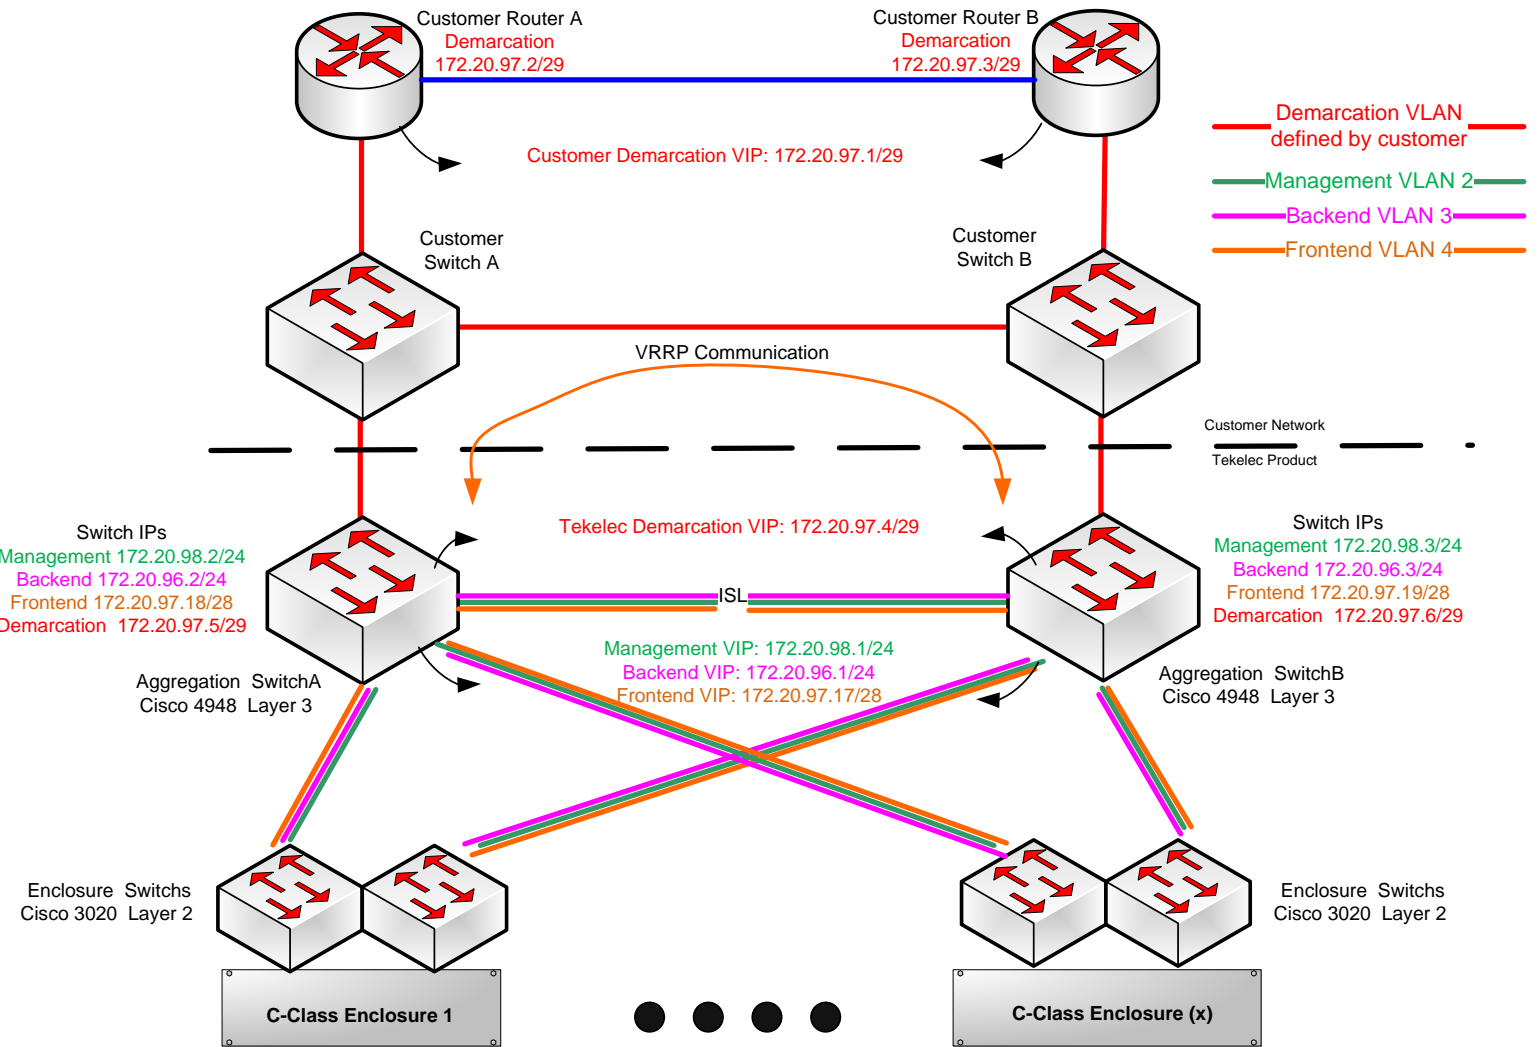 Customer Router A
Demarcation
172.20.97.2/29
Customer Router B
Demarcation
172.20.97.3/29
Demarcation VLAN
defined by customer
Management VLAN 2
Backend VLAN 3
Frontend VLAN 4
Customer Demarcation VIP: 172.20.97.1/29
Customer
Switch A
Customer
Switch B
VRRP Communication
Customer Network
Tekelec Product
Switch IPs
Management 172.20.98.2/24
Backend 172.20.96.2/24
Frontend 172.20.97.18/28
Demarcation 172.20.97.5/29
Tekelec Demarcation VIP: 172.20.97.4/29
Switch IPs
Management 172.20.98.3/24
Backend 172.20.96.3/24
Frontend 172.20.97.19/28
Demarcation 172.20.97.6/29
ISL
Management VIP: 172.20.98.1/24
Backend VIP: 172.20.96.1/24
Frontend VIP: 172.20.97.17/28
Aggregation SwitchA
Cisco 4948 Layer 3
Aggregation SwitchB
Cisco 4948 Layer 3
Enclosure Switchs
Cisco 3020 Layer 2
Enclosure Switchs
Cisco 3020 Layer 2
C-Class Enclosure 1
C-Class Enclosure (x)